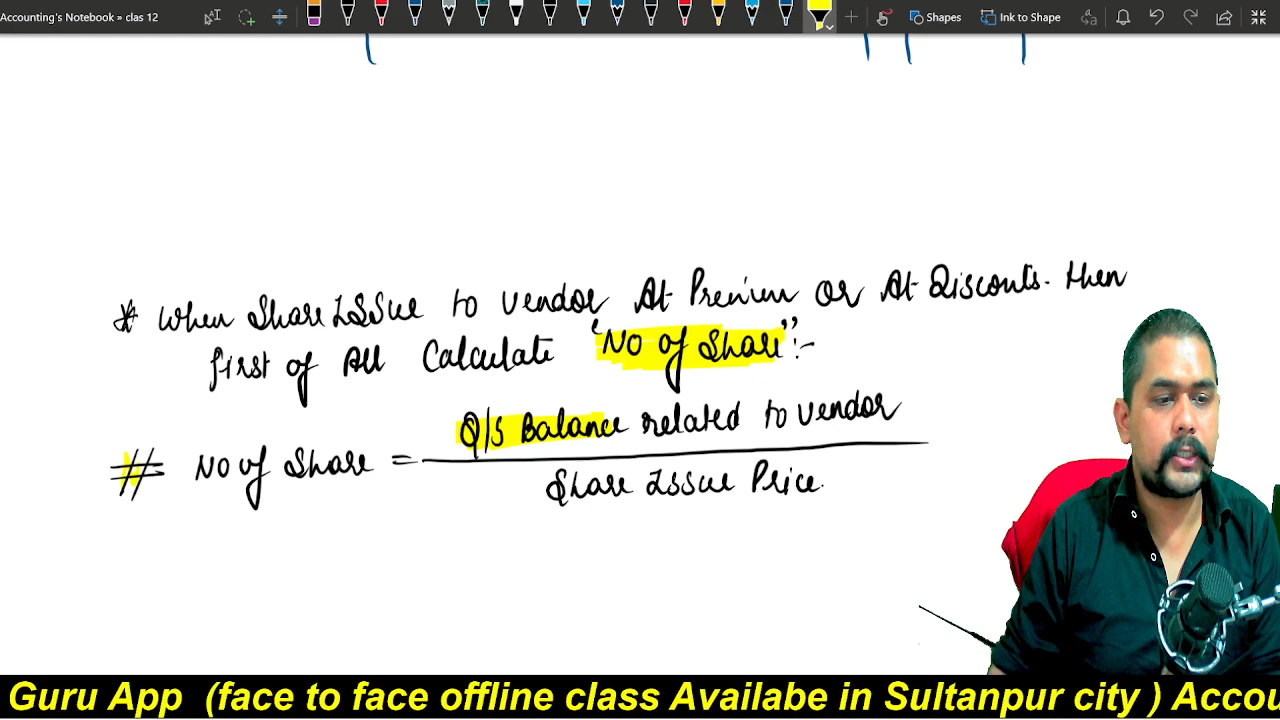 Accounting's Notebook » clas 12
Shapes
Ink to Shape
* When Share Issue to vendor At Premium OR At Disconts. then
first of All Calculate "No of Share" :-
# No of Share = Q/S Balance related to vendor
Share Issue Price.
Guru App (face to face offline class Availabe in Sultanpur city ) Accou